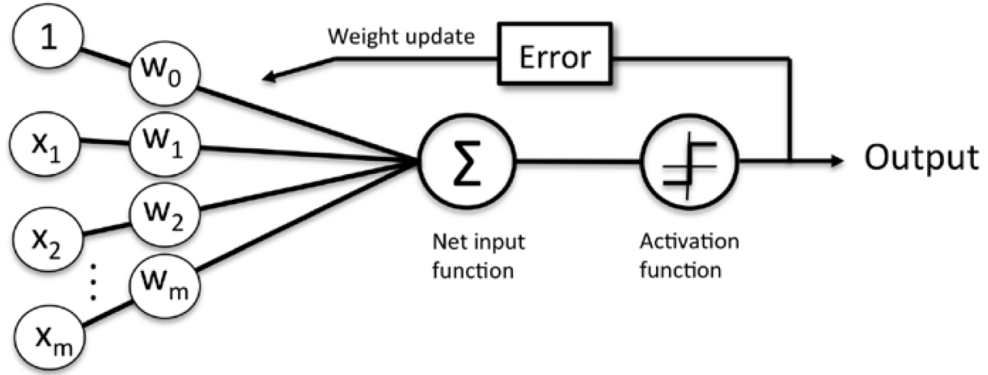 1
w₀
Weight update
Error
x₁
w₁
Σ
Output
x₂
w₂
Net input
function
Activation
function
wₘ
xₘ